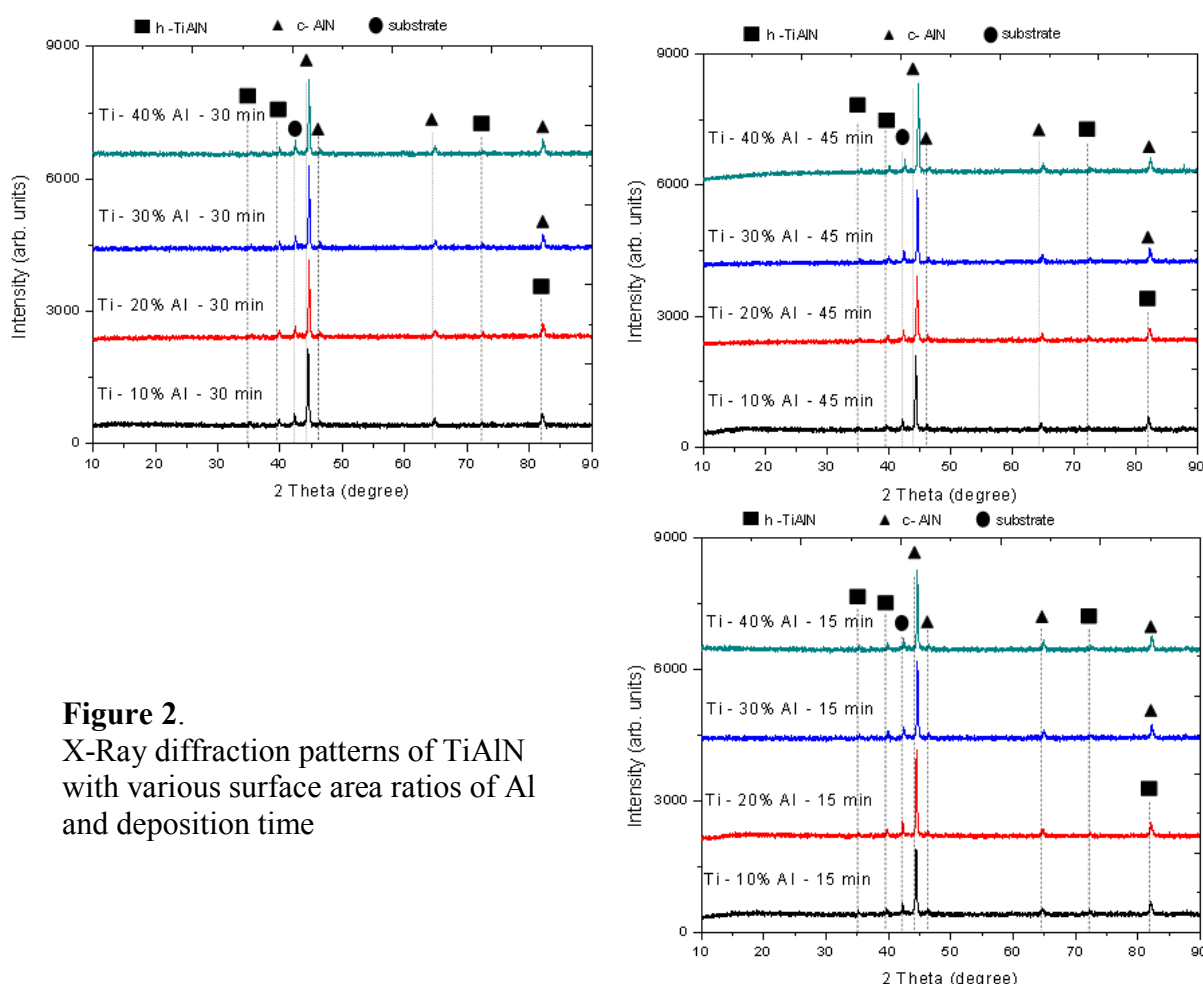 h -TiAlN c- AlN substrate
9000
6000
3000
0
Intensity (arb. units)
Ti - 40% Al - 30 min
Ti - 30% Al - 30 min
Ti - 20% Al - 30 min
Ti - 10% Al - 30 min
10 20 30 40 50 60 70 80 90
2 Theta (degree)
h -TiAlN c- AlN substrate
9000
6000
3000
0
Intensity (arb. units)
Ti - 40% Al - 45 min
Ti - 30% Al - 45 min
Ti - 20% Al - 45 min
Ti - 10% Al - 45 min
10 20 30 40 50 60 70 80 90
2 Theta (degree)
h -TiAlN c- AlN substrate
9000
6000
3000
0
Intensity (arb. units)
Ti - 40% Al - 15 min
Ti - 30% Al - 15 min
Ti - 20% Al - 15 min
Ti - 10% Al - 15 min
10 20 30 40 50 60 70 80 90
2 Theta (degree)
Figure 2.
X-Ray diffraction patterns of TiAlN
with various surface area ratios of Al
and deposition time